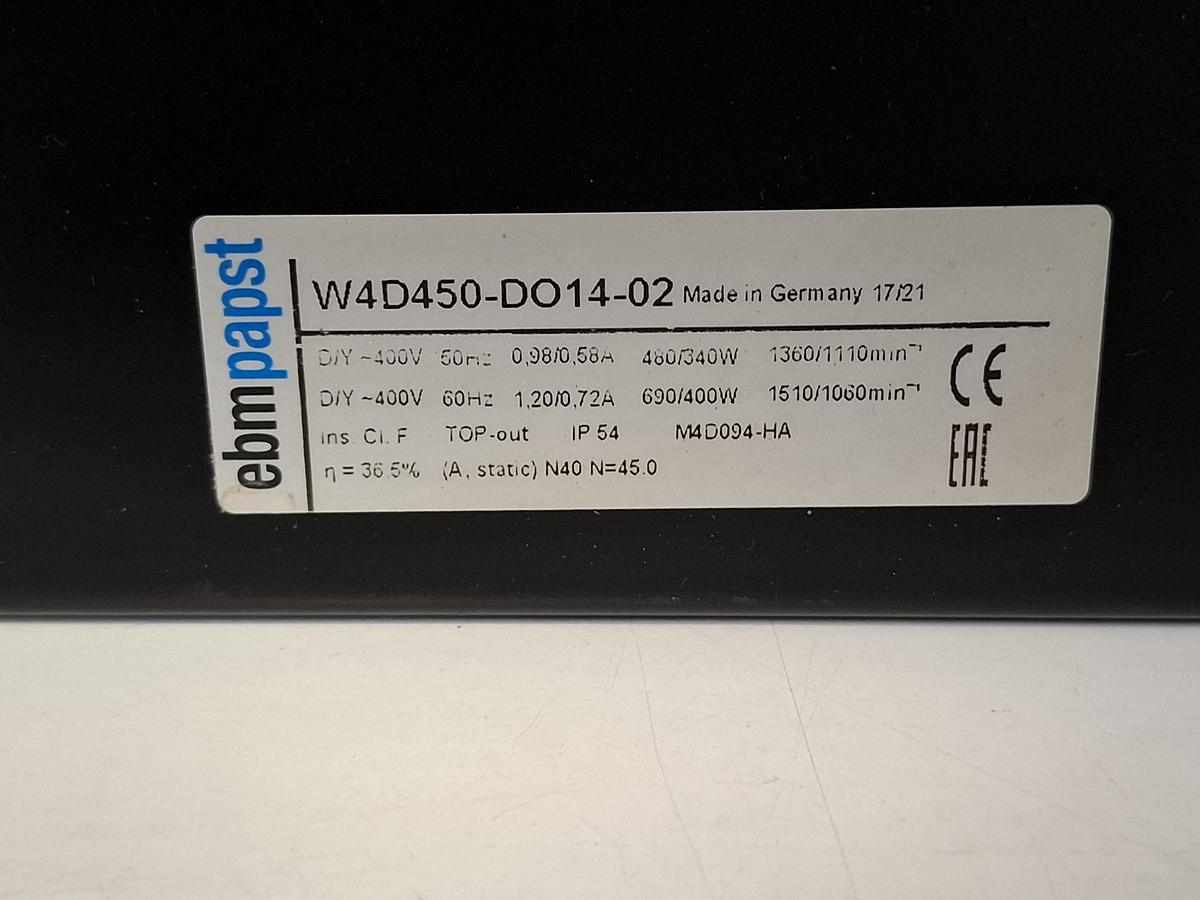 ebmpapst
W4D450-DO14-02 Made in Germany 17/21
D/Y ~400V 50Hz 0,98/0,58A 480/340W 1360/1110min⁻¹
D/Y ~400V 60Hz 1,20/0,72A 690/400W 1510/1060min⁻¹
CE
Ins. Cl. F TOP-out IP 54 M4D094-HA
EAC
η = 36.5% (A, static) N40 N=45.0